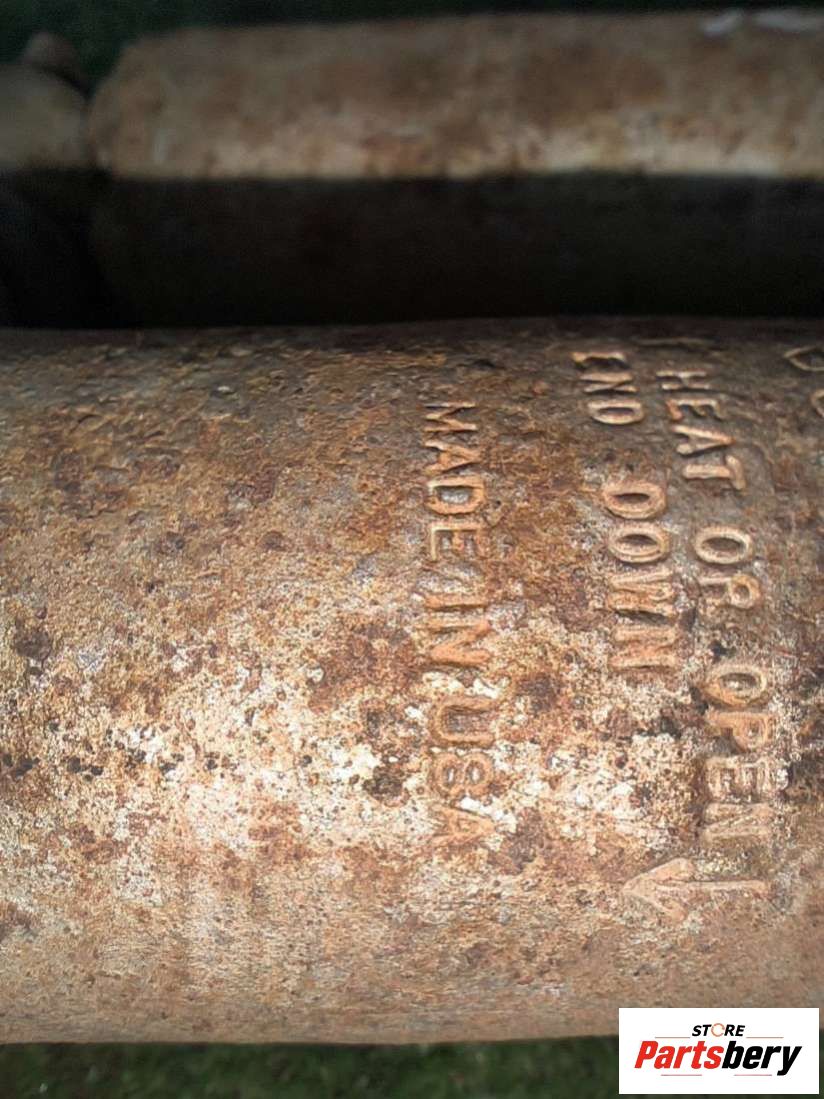 HEAT OR OPEN
END DOWN
MADE IN USA
STORE
Partsbery